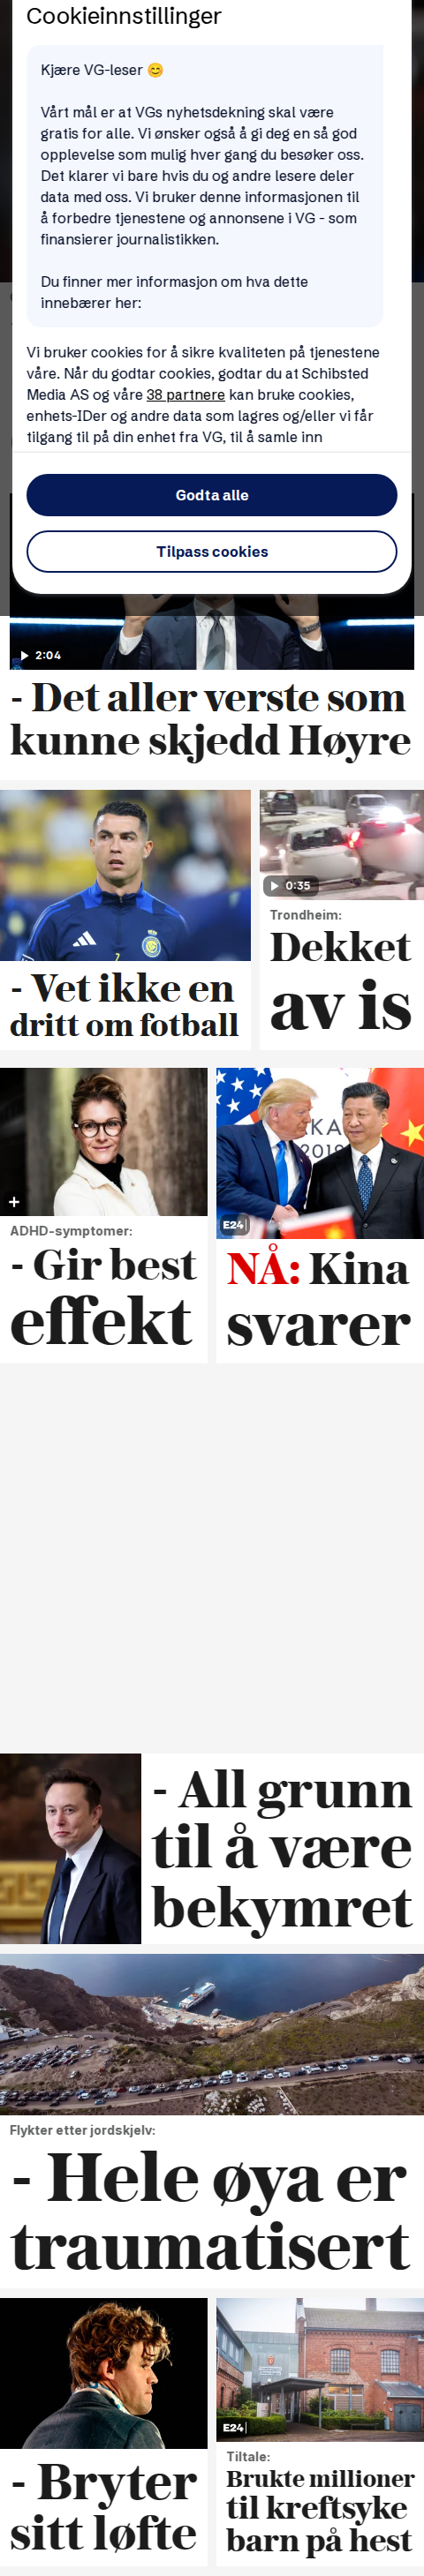 Cookieinnstillinger
Kjære VG-leser 😊
Vårt mål er at VGs nyhetsdekning skal være
gratis for alle. Vi ønsker også å gi deg en så god
opplevelse som mulig hver gang du besøker oss.
Det klarer vi bare hvis du og andre lesere deler
data med oss. Vi bruker denne informasjonen til
å forbedre tjenestene og annonsene i VG - som
finansierer journalistikken.
Du finner mer informasjon om hva dette
innebærer her:
Vi bruker cookies for å sikre kvaliteten på tjenestene
våre. Når du godtar cookies, godtar du at Schibsted
Media AS og våre 38 partnere kan bruke cookies,
enhets-IDer og andre data som lagres og/eller vi får
tilgang til på din enhet fra VG, til å samle inn
Godta alle
Tilpass cookies
2:04
- Det aller verste som
kunne skjedd Høyre
- Vet ikke en
dritt om fotball
0:35
Trondheim:
Dekket
av is
ADHD-symptomer:
- Gir best
effekt
KA
2019
E24
NÅ: Kina
svarer
- All grunn
til å være
bekymret
Flykter etter jordskjelv:
- Hele øya er
traumatisert
- Bryter
sitt løfte
E24
Tiltale:
Brukte millioner
til kreftsyke
barn på hest